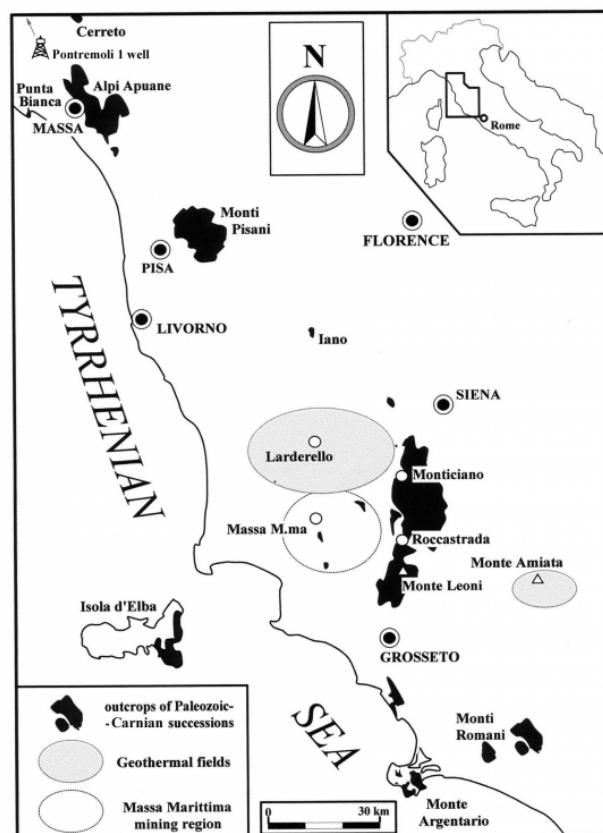 Cerreto
Pontremoli 1 well
Punta
Bianca
Alpi Apuane
MASSA
N
Rome
Monti
Pisani
FLORENCE
PISA
LIVORNO
Iano
TYRRHENIAN
SIENA
Larderello
Monticiano
Massa M.ma
Roccastrada
Monte Amiata
Monte Leoni
Isola d'Elba
GROSSETO
SEA
Monti
Romani
Monte
Argentario
outcrops of Paleozoic-
-Carnian successions
Geothermal fields
Massa Marittima
mining region
0 30 km